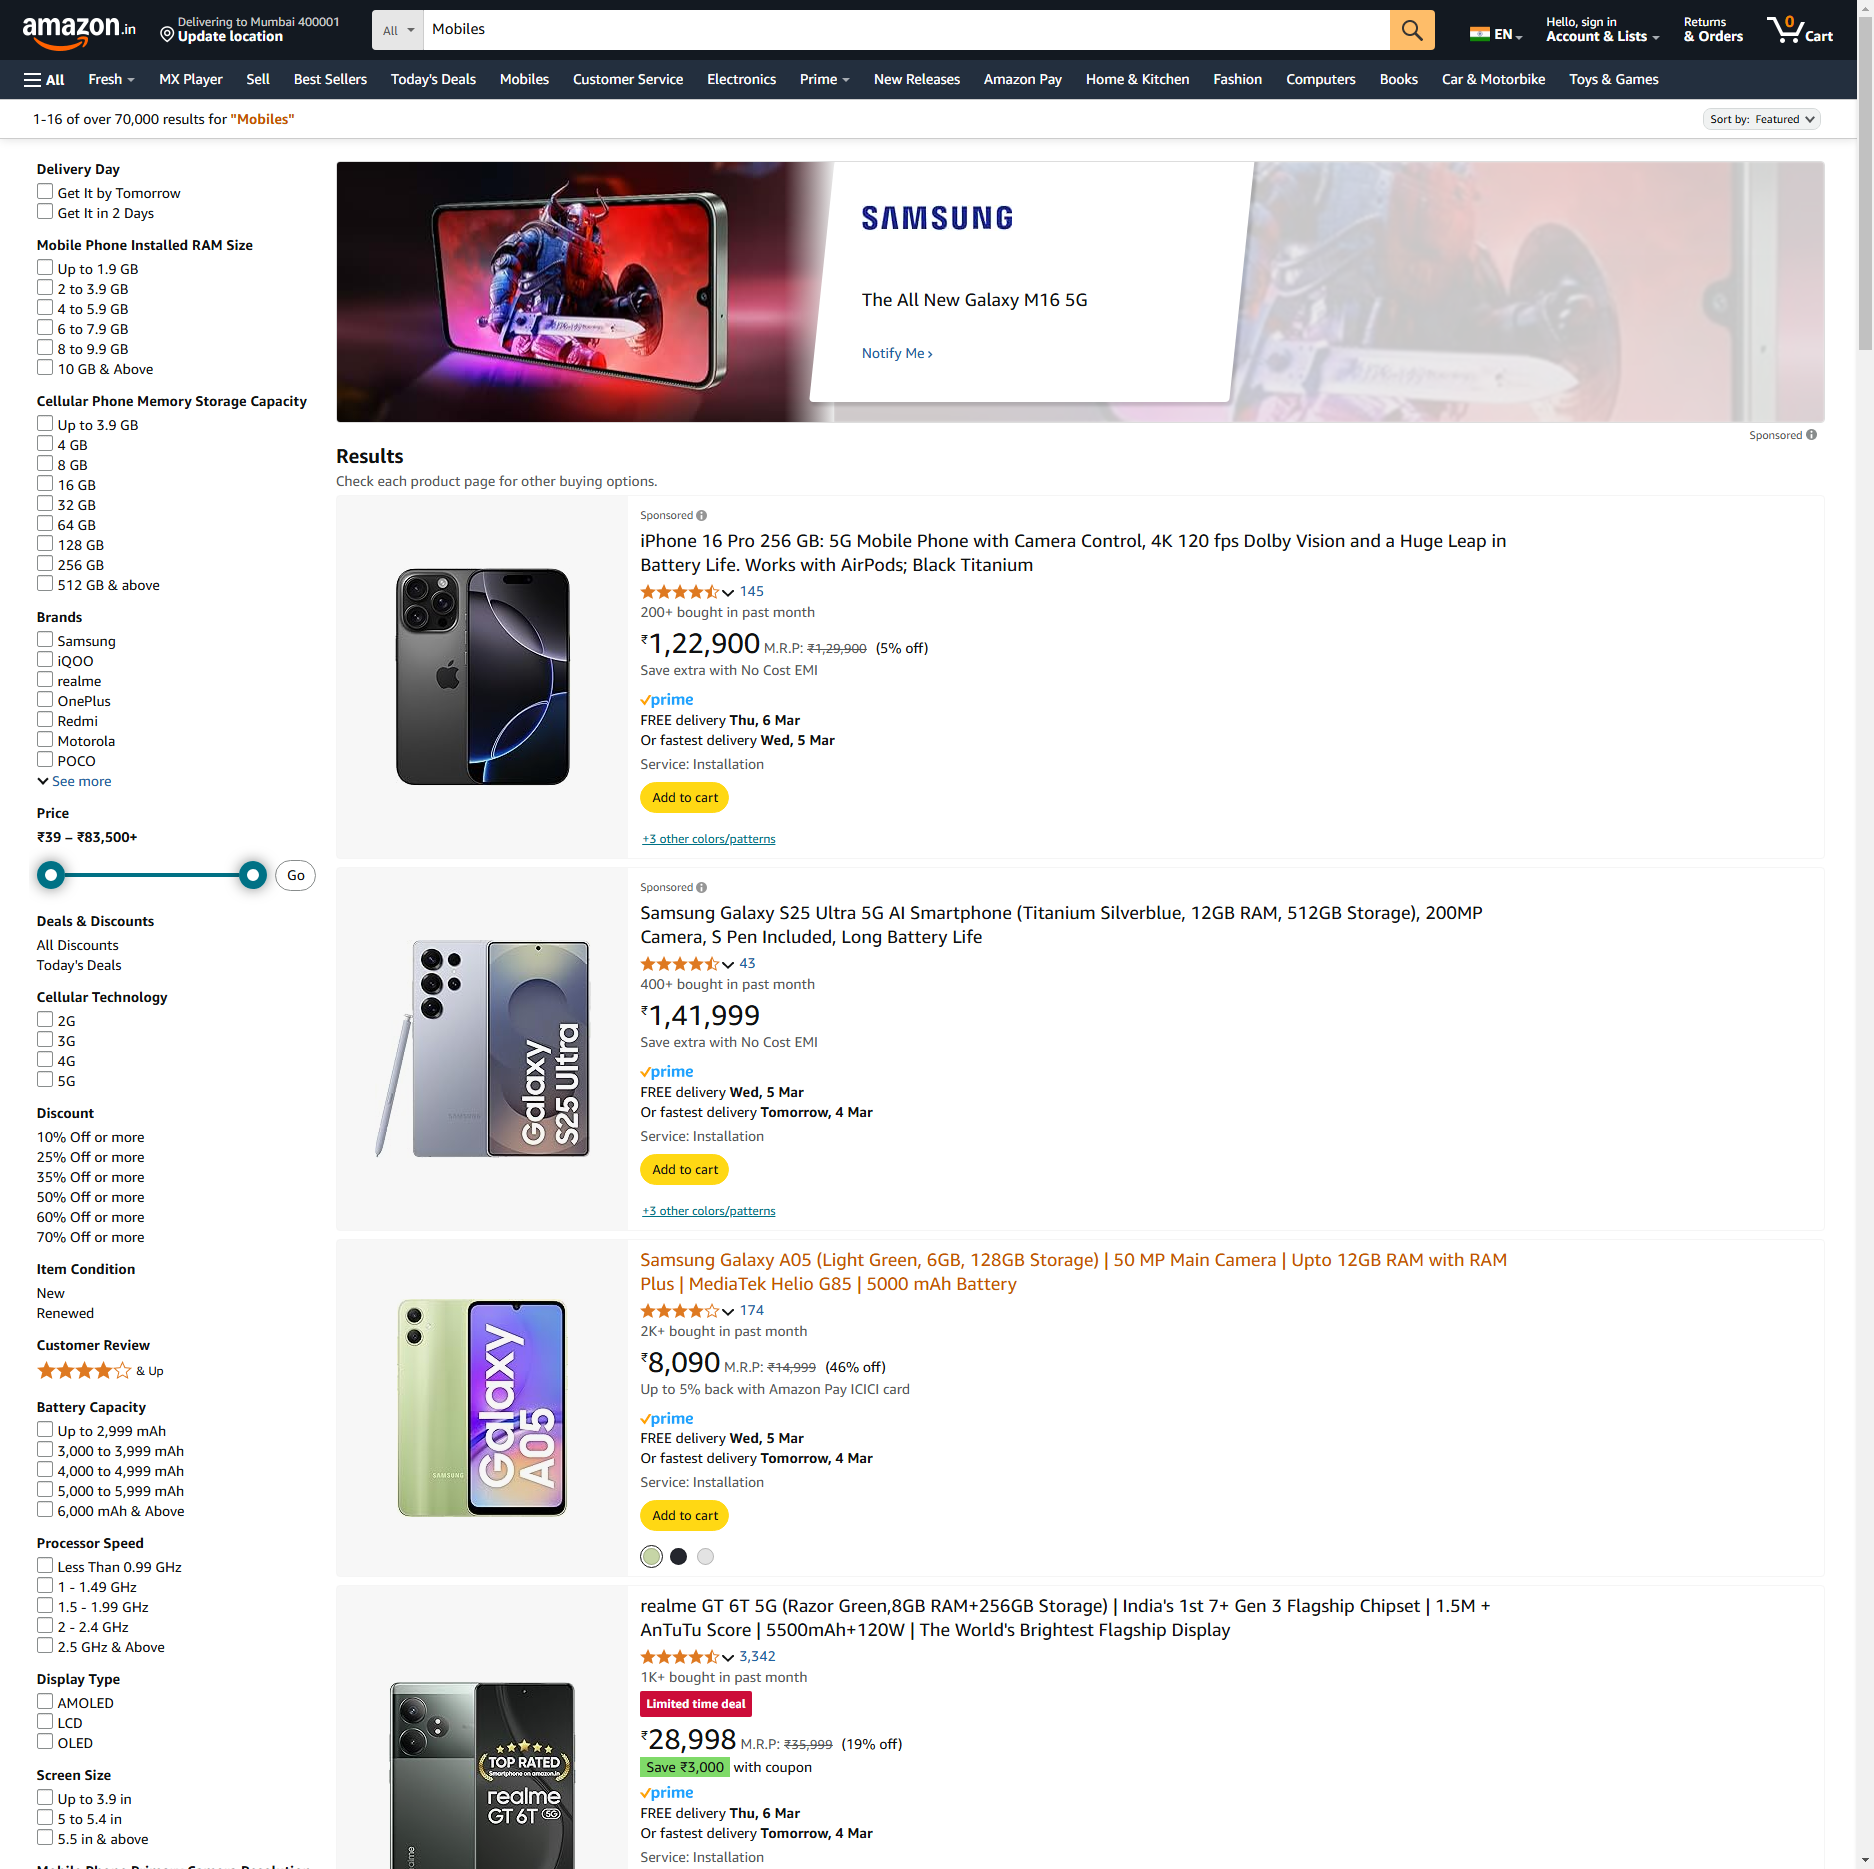 amazon.in
Delivering to Mumbai 400001
Update location
All
Mobiles
EN
Hello, sign in
Account & Lists
Returns
& Orders
0
Cart
All
Fresh
MX Player
Sell
Best Sellers
Today's Deals
Mobiles
Customer Service
Electronics
Prime
New Releases
Amazon Pay
Home & Kitchen
Fashion
Computers
Books
Car & Motorbike
Toys & Games
1-16 of over 70,000 results for "Mobiles"
Sort by: Featured
Delivery Day
Get It by Tomorrow
Get It in 2 Days
Mobile Phone Installed RAM Size
Up to 1.9 GB
2 to 3.9 GB
4 to 5.9 GB
6 to 7.9 GB
8 to 9.9 GB
10 GB & Above
Cellular Phone Memory Storage Capacity
Up to 3.9 GB
4 GB
8 GB
16 GB
32 GB
64 GB
128 GB
256 GB
512 GB & above
Brands
Samsung
iQOO
realme
OnePlus
Redmi
Motorola
POCO
See more
Price
₹39 – ₹83,500+
Go
Deals & Discounts
All Discounts
Today's Deals
Cellular Technology
2G
3G
4G
5G
Discount
10% Off or more
25% Off or more
35% Off or more
50% Off or more
60% Off or more
70% Off or more
Item Condition
New
Renewed
Customer Review
& Up
Battery Capacity
Up to 2,999 mAh
3,000 to 3,999 mAh
4,000 to 4,999 mAh
5,000 to 5,999 mAh
6,000 mAh & Above
Processor Speed
Less Than 0.99 GHz
1 - 1.49 GHz
1.5 - 1.99 GHz
2 - 2.4 GHz
2.5 GHz & Above
Display Type
AMOLED
LCD
OLED
Screen Size
Up to 3.9 in
5 to 5.4 in
5.5 in & above
SAMSUNG
The All New Galaxy M16 5G
Notify Me ›
Sponsored
Results
Check each product page for other buying options.
Sponsored
iPhone 16 Pro 256 GB: 5G Mobile Phone with Camera Control, 4K 120 fps Dolby Vision and a Huge Leap in
Battery Life. Works with AirPods; Black Titanium
145
200+ bought in past month
₹1,22,900 M.R.P: ₹1,29,900 (5% off)
Save extra with No Cost EMI
prime
FREE delivery Thu, 6 Mar
Or fastest delivery Wed, 5 Mar
Service: Installation
Add to cart
+3 other colors/patterns
Galaxy
S25 Ultra
SAMSUNG
Sponsored
Samsung Galaxy S25 Ultra 5G AI Smartphone (Titanium Silverblue, 12GB RAM, 512GB Storage), 200MP
Camera, S Pen Included, Long Battery Life
43
400+ bought in past month
₹1,41,999
Save extra with No Cost EMI
prime
FREE delivery Wed, 5 Mar
Or fastest delivery Tomorrow, 4 Mar
Service: Installation
Add to cart
+3 other colors/patterns
Galaxy
A05
SAMSUNG
Samsung Galaxy A05 (Light Green, 6GB, 128GB Storage) | 50 MP Main Camera | Upto 12GB RAM with RAM
Plus | MediaTek Helio G85 | 5000 mAh Battery
174
2K+ bought in past month
₹8,090 M.R.P: ₹14,999 (46% off)
Up to 5% back with Amazon Pay ICICI card
prime
FREE delivery Wed, 5 Mar
Or fastest delivery Tomorrow, 4 Mar
Service: Installation
Add to cart
TOP RATED
Smartphone on amazon.in
realme
GT 6T 5G
realme GT 6T 5G (Razor Green,8GB RAM+256GB Storage) | India's 1st 7+ Gen 3 Flagship Chipset | 1.5M +
AnTuTu Score | 5500mAh+120W | The World's Brightest Flagship Display
3,342
1K+ bought in past month
Limited time deal
₹28,998 M.R.P: ₹35,999 (19% off)
Save ₹3,000 with coupon
prime
FREE delivery Thu, 6 Mar
Or fastest delivery Tomorrow, 4 Mar
Service: Installation